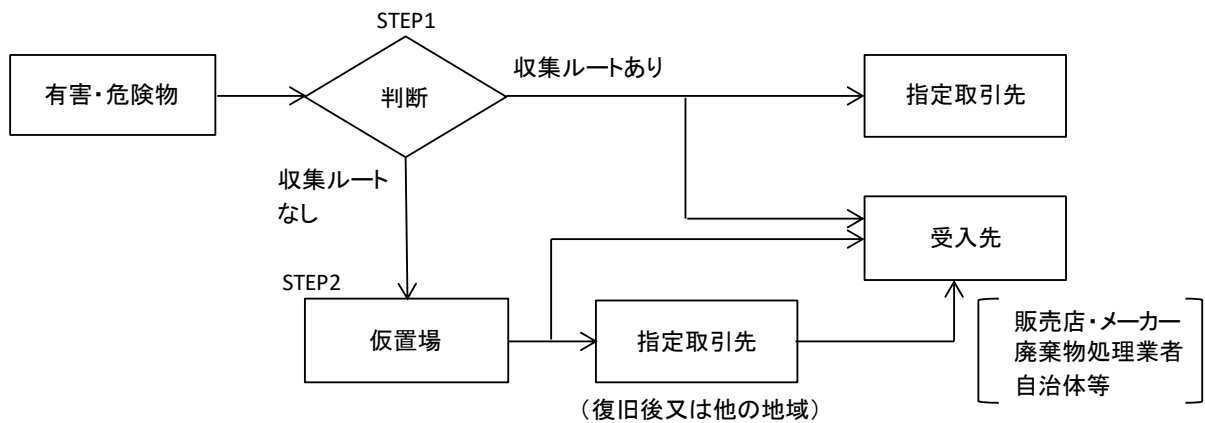 STEP1
有害・危険物
判断
収集ルートあり
指定取引先
収集ルート
なし
受入先
STEP2
仮置場
指定取引先
（復旧後又は他の地域）
販売店・メーカー
廃棄物処理業者
自治体等